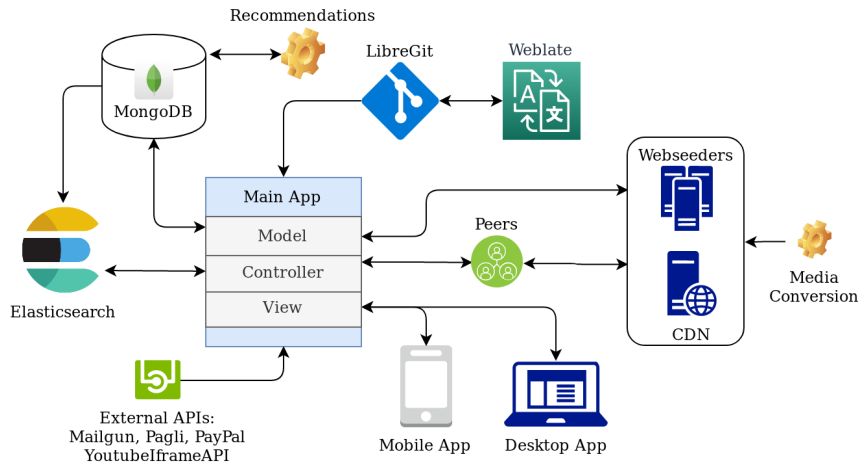 Recommendations
LibreGit
Weblate
MongoDB
A
文
Webseeders
Main App
Model
Peers
Controller
View
Elasticsearch
Media
Conversion
CDN
External APIs:
Mailgun, Pagli, PayPal
YoutubeIframeAPI
Mobile App
Desktop App